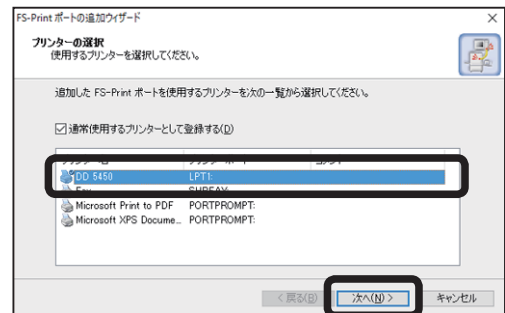 FS-Print ポートの追加ウィザード
プリンターの選択
使用するプリンターを選択してください。
追加した FS-Print ポートを使用するプリンターを次の一覧から選択してください。
通常使用するプリンターとして登録する(D)
DD 5450 LPT1:
Fax SHRFAX:
Microsoft Print to PDF PORTPROMPT:
Microsoft XPS Docume... PORTPROMPT:
< 戻る(B) 次へ(N) > キャンセル